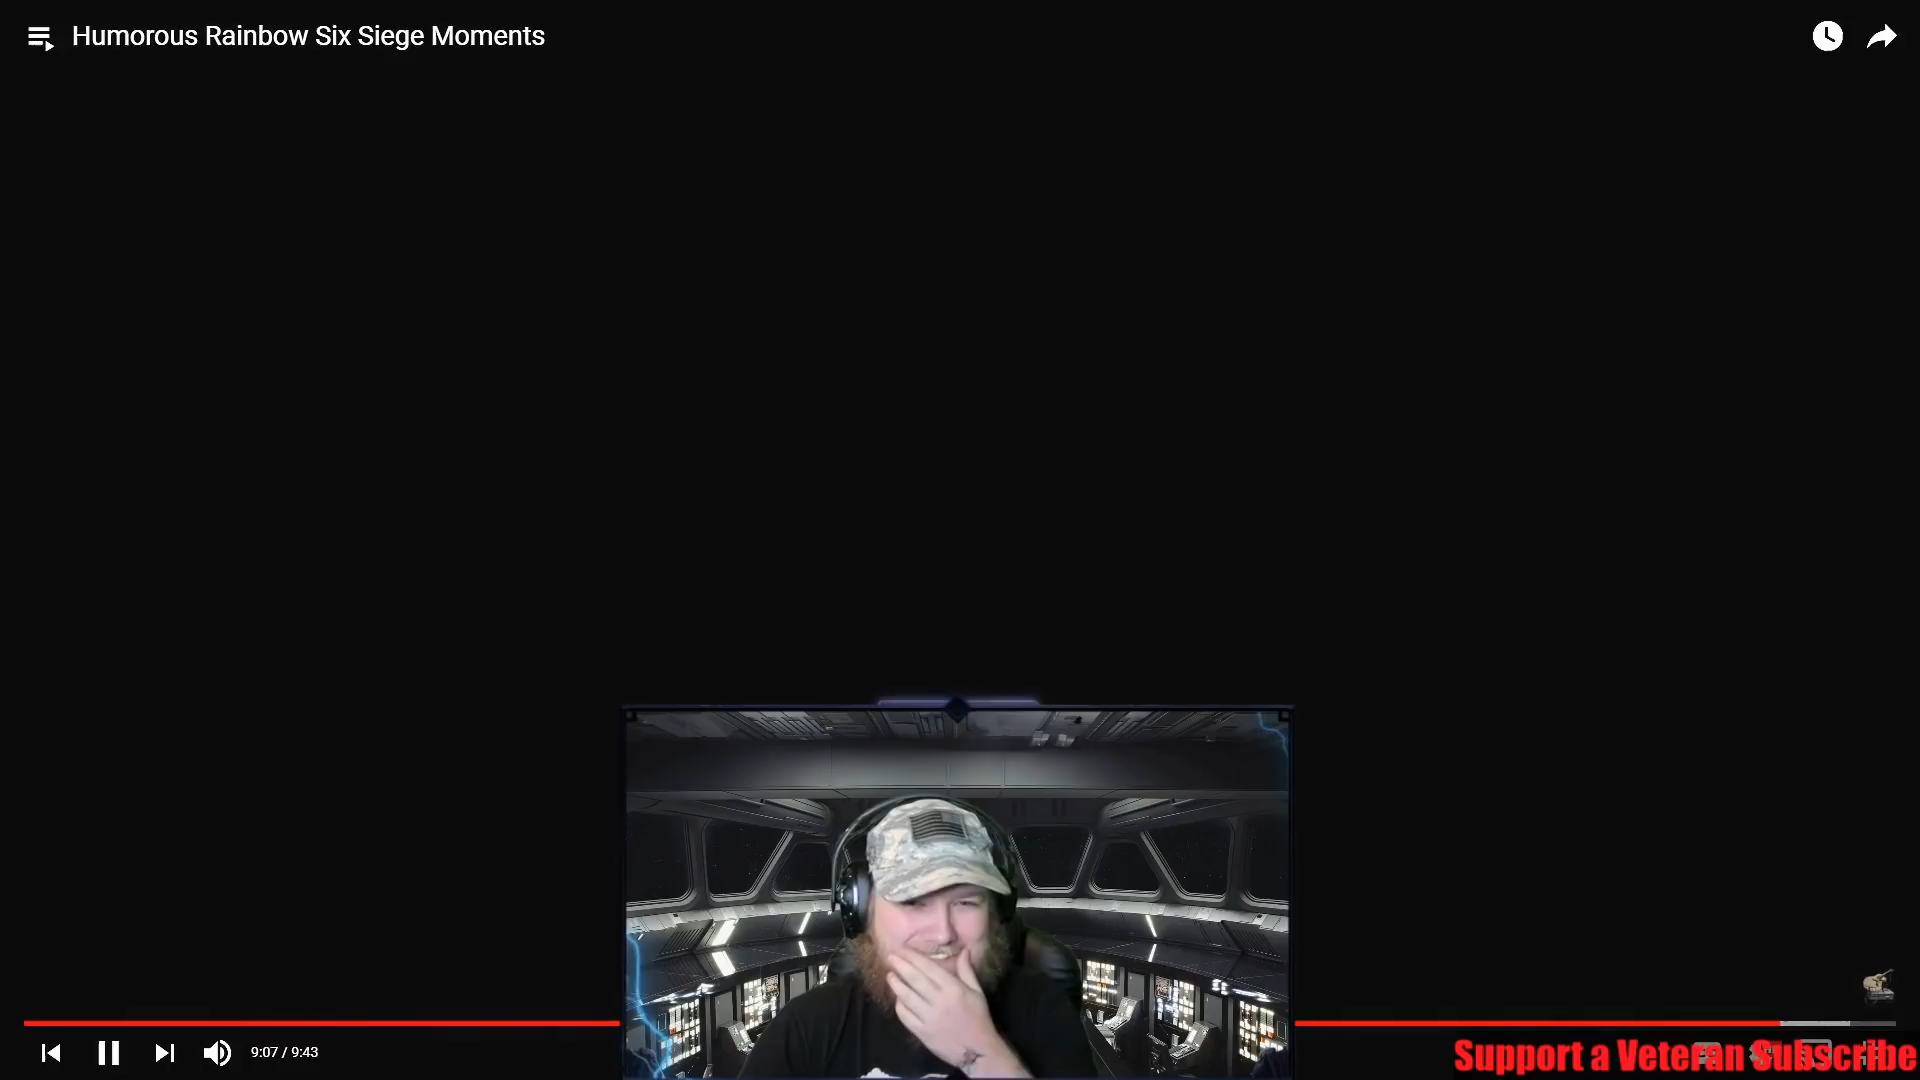 Humorous Rainbow Six Siege Moments
9:07 / 9:43
Support a Veteran Subscribe